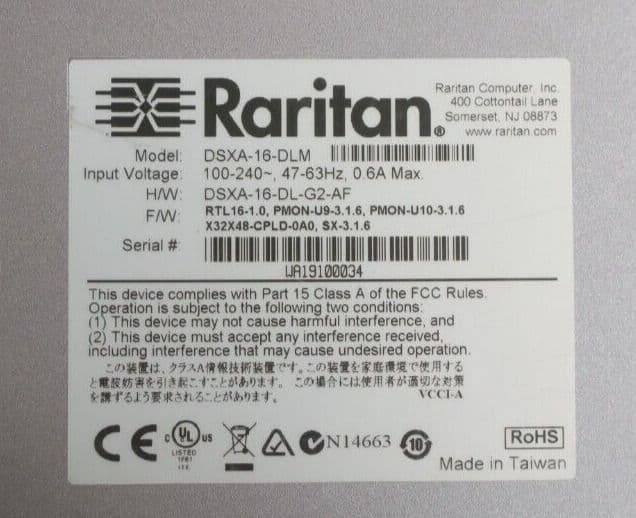 Raritan®
Raritan Computer, Inc.
400 Cottontail Lane
Somerset, NJ 08873
www.raritan.com
Model: DSXA-16-DLM
Input Voltage: 100-240~, 47-63Hz, 0.6A Max.
H/W: DSXA-16-DL-G2-AF
F/W: RTL16-1.0, PMON-U9-3.1.6, PMON-U10-3.1.6
X32X48-CPLD-0A0, SX-3.1.6
Serial #:
WA19100034
This device complies with Part 15 Class A of the FCC Rules.
Operation is subject to the following two conditions:
(1) This device may not cause harmful interference, and
(2) This device must accept any interference received,
including interference that may cause undesired operation.
この装置は、クラスA情報技術装置です。この装置を家庭環境で使用する
と電波妨害を引き起こすことがあります。 この場合には使用者が適切な対策
を講ずるよう要求されることがあります。 VCCI-A
CE c UL US N14663 10 RoHS
LISTED
I.T.E.
Made in Taiwan